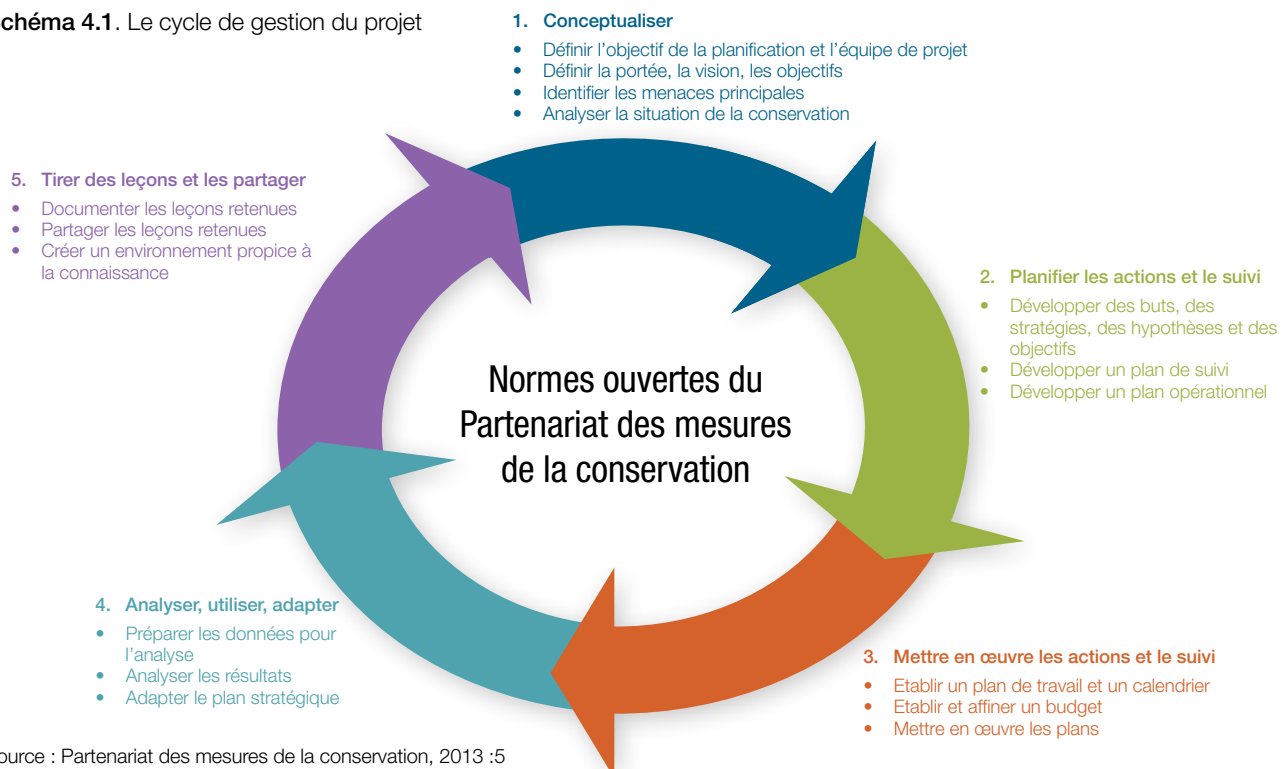 chéma 4.1. Le cycle de gestion du projet
1. Conceptualiser
• Définir l’objectif de la planification et l’équipe de projet
• Définir la portée, la vision, les objectifs
• Identifier les menaces principales
• Analyser la situation de la conservation
5. Tirer des leçons et les partager
• Documenter les leçons retenues
• Partager les leçons retenues
• Créer un environnement propice à
la connaissance
2. Planifier les actions et le suivi
• Développer des buts, des
stratégies, des hypothèses et des
objectifs
• Développer un plan de suivi
• Développer un plan opérationnel
Normes ouvertes du
Partenariat des mesures
de la conservation
4. Analyser, utiliser, adapter
• Préparer les données pour
l’analyse
• Analyser les résultats
• Adapter le plan stratégique
3. Mettre en œuvre les actions et le suivi
• Etablir un plan de travail et un calendrier
• Etablir et affiner un budget
• Mettre en œuvre les plans
ource : Partenariat des mesures de la conservation, 2013 :5